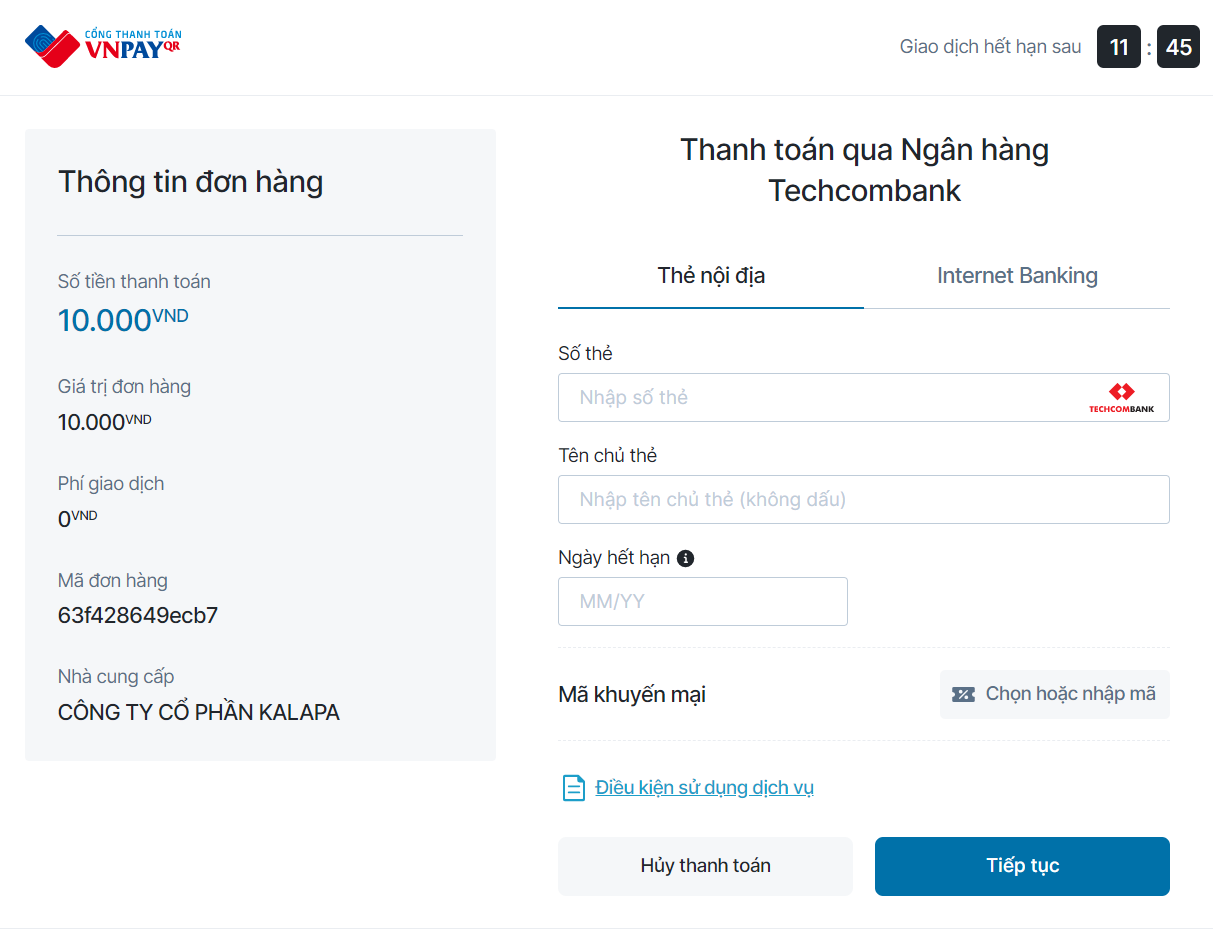 CỔNG THANH TOÁN
VNPAYQR
Giao dịch hết hạn sau 11 : 45
Thông tin đơn hàng
Số tiền thanh toán
10.000VND
Giá trị đơn hàng
10.000VND
Phí giao dịch
0VND
Mã đơn hàng
63f428649ecb7
Nhà cung cấp
CÔNG TY CỔ PHẦN KALAPA
Thanh toán qua Ngân hàng
Techcombank
Thẻ nội địa Internet Banking
Số thẻ
Nhập số thẻ TECHCOMBANK
Tên chủ thẻ
Nhập tên chủ thẻ (không dấu)
Ngày hết hạn
MM/YY
Mã khuyến mại Chọn hoặc nhập mã
Điều kiện sử dụng dịch vụ
Hủy thanh toán Tiếp tục